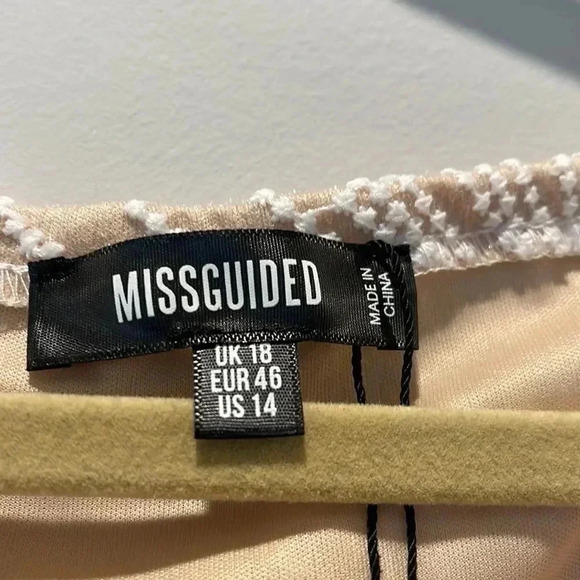 MISSGUIDED
MADE IN
CHINA
UK 18
EUR 46
US 14